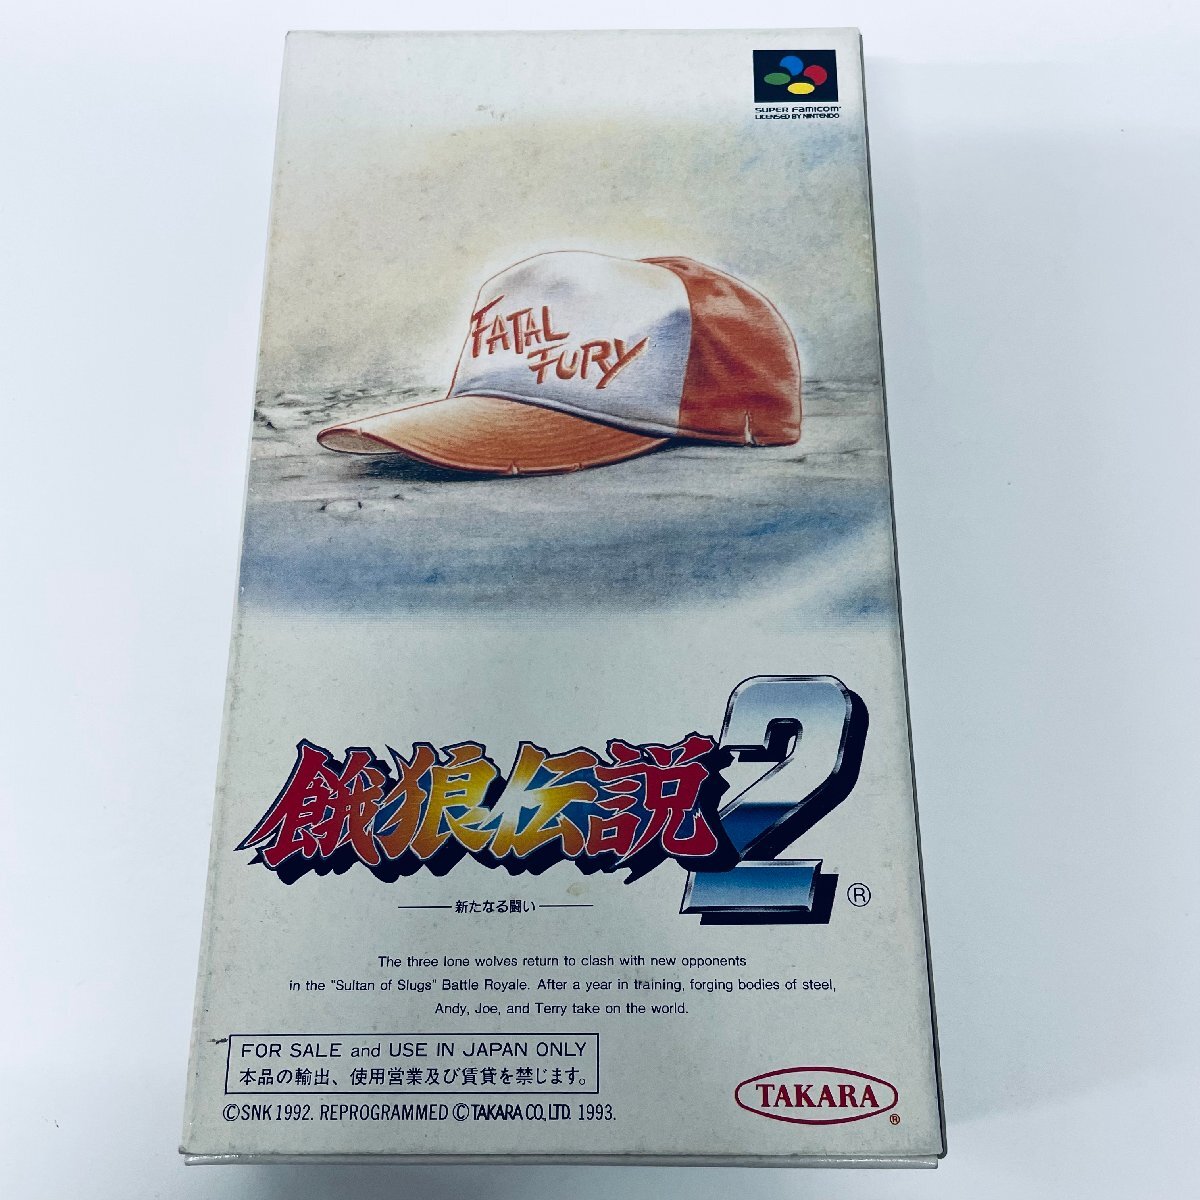 SUPER Famicom
LICENSED BY NINTENDO
FATAL
FURY
餓狼伝説2
®
新たなる闘い
The three lone wolves return to clash with new opponents
in the "Sultan of Slugs" Battle Royale. After a year in training, forging bodies of steel,
Andy, Joe, and Terry take on the world.
FOR SALE and USE IN JAPAN ONLY
本品の輸出、使用営業及び賃貸を禁じます。
©SNK 1992. REPROGRAMMED ©TAKARA CO., LTD. 1993.
TAKARA®